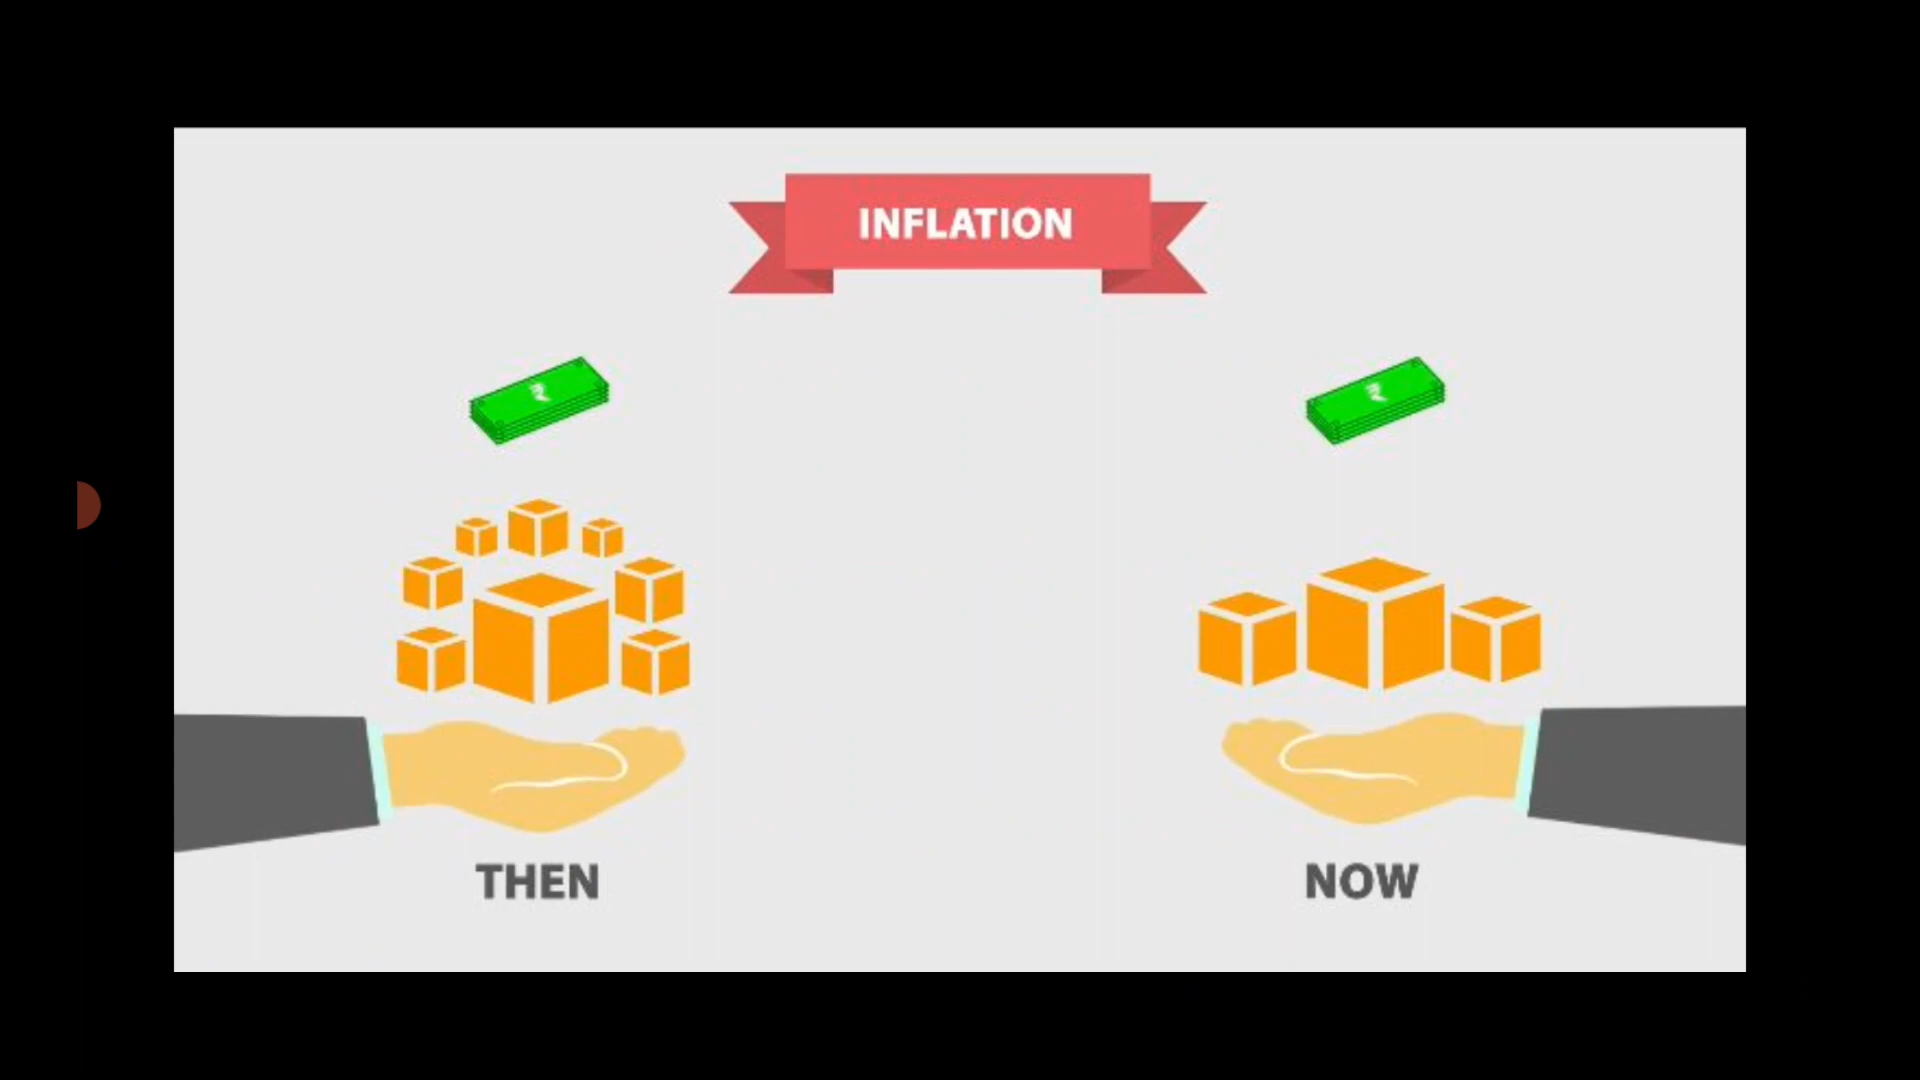 INFLATION
₹
₹
THEN
NOW